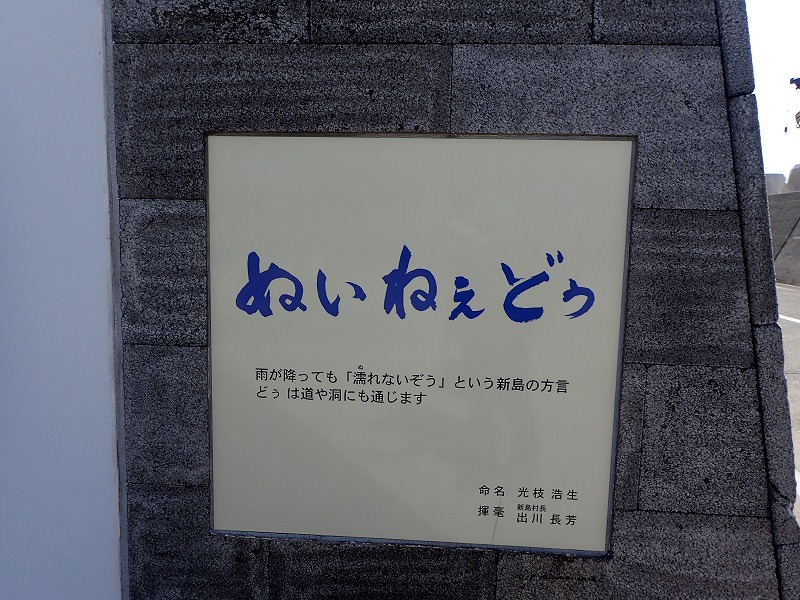 ぬいねぇどぅ
ぬ
雨が降っても「濡れないぞう」という新島の方言
どぅ は道や洞にも通じます
命名 光枝 浩生
新島村長
揮毫 出川 長芳